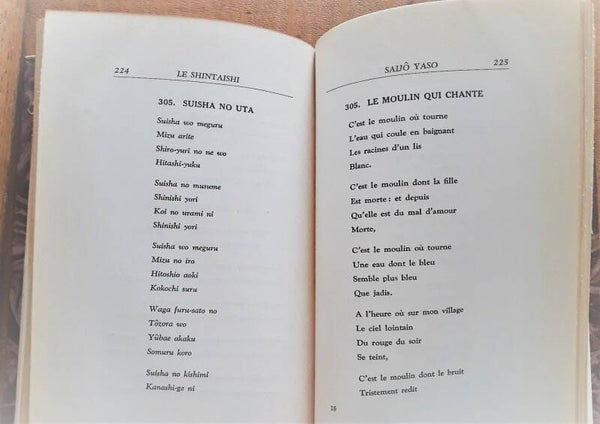 224
LE SHINTAISHI
305. SUISHA NO UTA
Suisha wo meguru
Mizu arite
Shiro-yuri no ne wo
Hitashi-yuku
Suisha no musume
Shinishi yori
Koi no urami ni
Shinishi yori
Suisha wo meguru
Mizu no iro
Hitoshio aoki
Kokochi suru
Waga furu-sato no
Tôzora wo
Yûbae akaku
Somuru koro
Suisha no kishimi
Kanashi-ge ni
SAIJÔ YASO
225
305. LE MOULIN QUI CHANTE
C'est le moulin où tourne
L'eau qui coule en baignant
Les racines d'un lis
Blanc.
C'est le moulin dont la fille
Est morte: et depuis
Qu'elle est du mal d'amour
Morte,
C'est le moulin où tourne
Une eau dont le bleu
Semble plus bleu
Que jadis.
A l'heure où sur mon village
Le ciel lointain
Du rouge du soir
Se teint,
C'est le moulin dont le bruit
Tristement redit
16